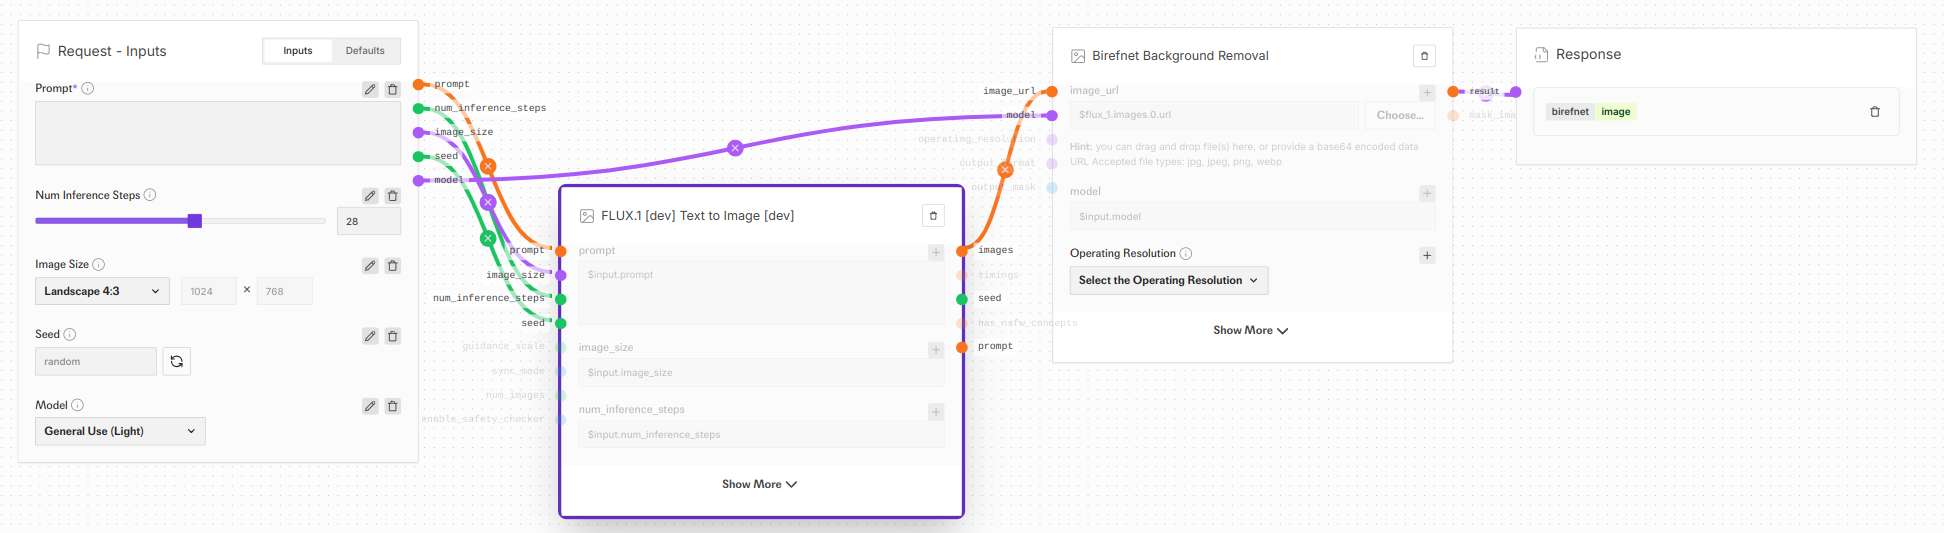 Request - Inputs
Inputs
Defaults
Prompt*
Num Inference Steps
28
Image Size
Landscape 4:3
1024 × 768
Seed
random
Model
General Use (Light)
prompt
num_inference_steps
image_size
seed
model
prompt
image_size
num_inference_steps
seed
guidance_scale
sync_mode
num_images
enable_safety_checker
FLUX.1 [dev] Text to Image [dev]
prompt
$input.prompt
image_size
$input.image_size
num_inference_steps
$input.num_inference_steps
Show More
images
timings
seed
has_nsfw_concepts
prompt
image_url
model
operating_resolution
output_format
output_mask
Birefnet Background Removal
image_url
$flux_1.images.0.url
Choose...
Hint: you can drag and drop file(s) here, or provide a base64 encoded data
URL Accepted file types: jpg, jpeg, png, webp
model
$input.model
Operating Resolution
Select the Operating Resolution
Show More
result
mask_ima
Response
birefnet image